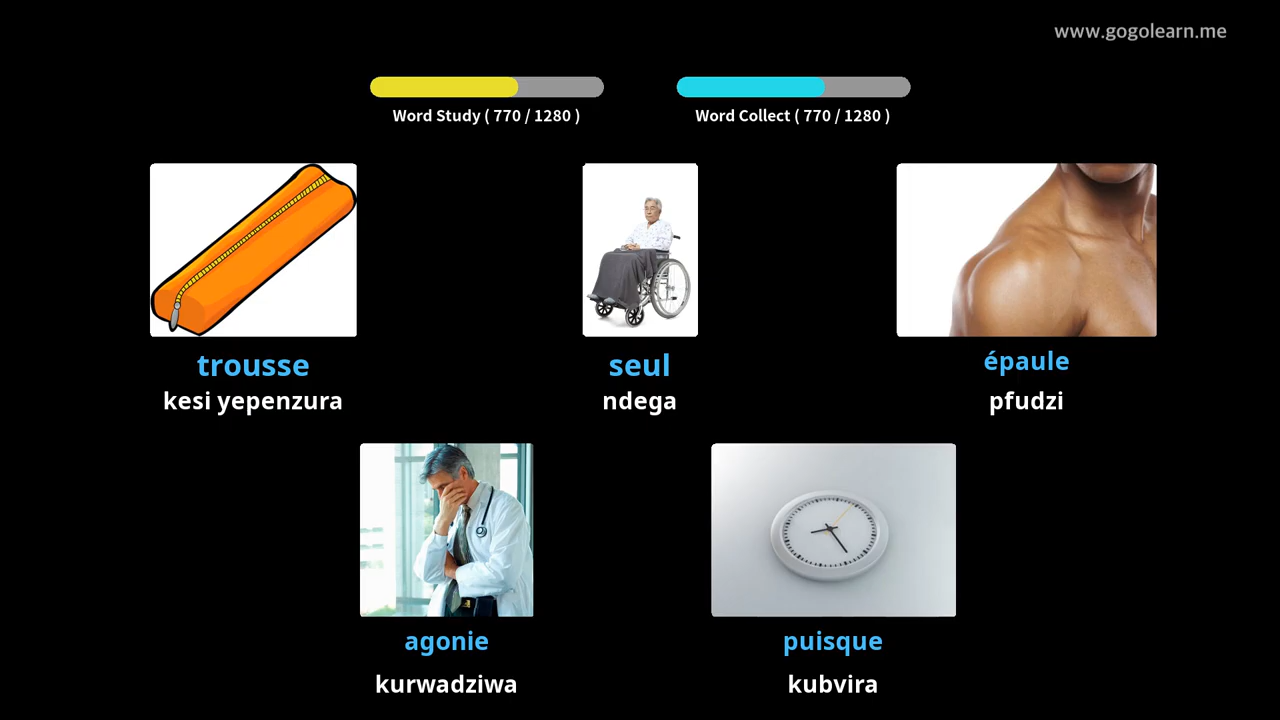 www.gogolearn.me
Word Study ( 770 / 1280 )
Word Collect ( 770 / 1280 )
trousse
kesi yepenzura
seul
ndega
épaule
pfudzi
agonie
kurwadziwa
puisque
kubvira